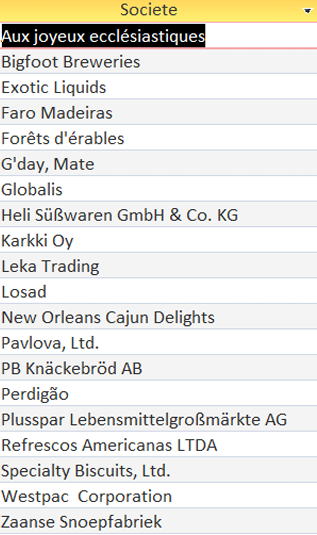 Societe
Aux joyeux ecclésiastiques
Bigfoot Breweries
Exotic Liquids
Faro Madeiras
Forêts d'érables
G'day, Mate
Globalis
Heli Süßwaren GmbH & Co. KG
Karkki Oy
Leka Trading
Losad
New Orleans Cajun Delights
Pavlova, Ltd.
PB Knäckebröd AB
Perdigão
Plusspar Lebensmittelgroßmärkte AG
Refrescos Americanas LTDA
Specialty Biscuits, Ltd.
Westpac  Corporation
Zaanse Snoepfabriek